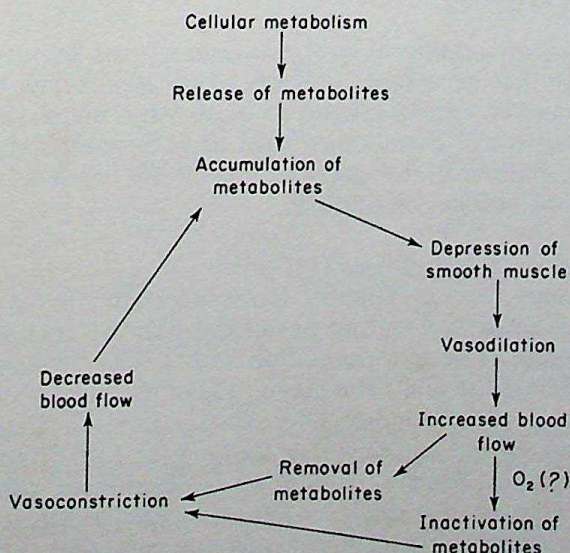 Cellular metabolism
Release of metabolites
Accumulation of
metabolites
Depression of
smooth muscle
Vasodilation
Increased blood
flow
O₂ (?)
Inactivation of
metabolites
Removal of
metabolites
Vasoconstriction
Decreased
blood flow